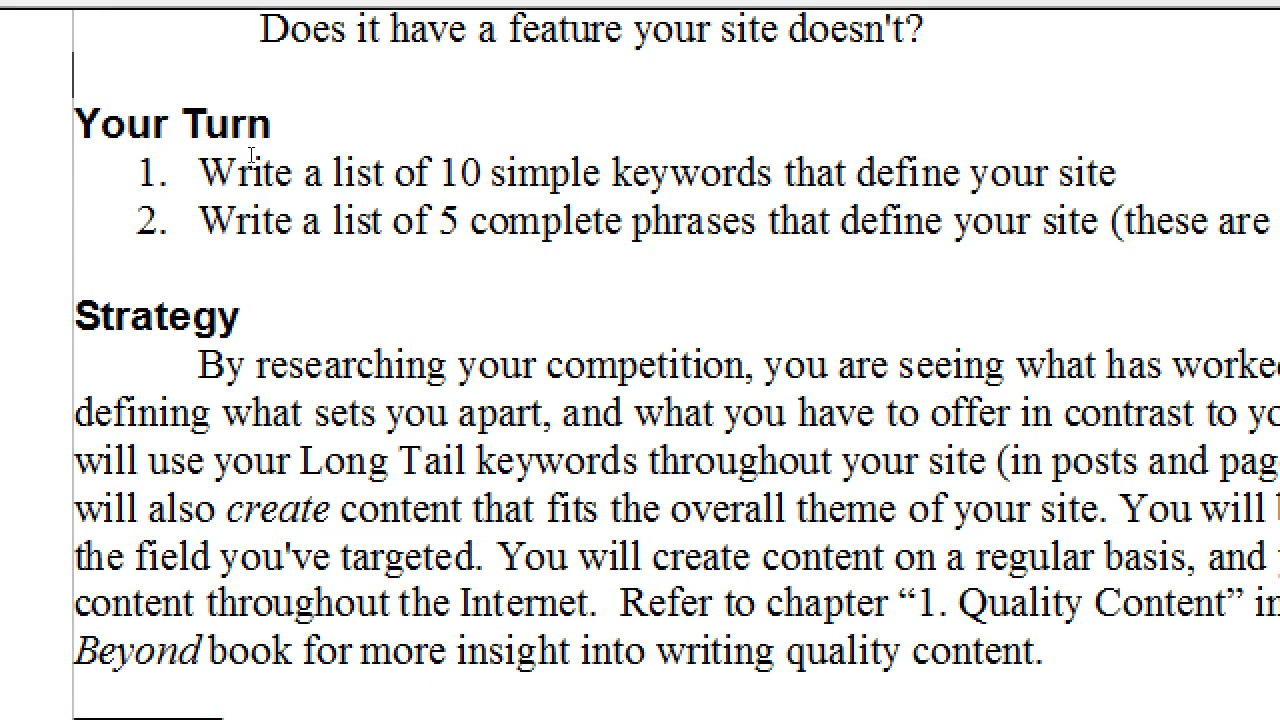 Does it have a feature your site doesn't?
Your Turn
1. Write a list of 10 simple keywords that define your site
2. Write a list of 5 complete phrases that define your site (these are
Strategy
By researching your competition, you are seeing what has worked
defining what sets you apart, and what you have to offer in contrast to yo
will use your Long Tail keywords throughout your site (in posts and page
will also create content that fits the overall theme of your site. You will
the field you've targeted. You will create content on a regular basis, and
content throughout the Internet.  Refer to chapter “1. Quality Content” in
Beyond book for more insight into writing quality content.